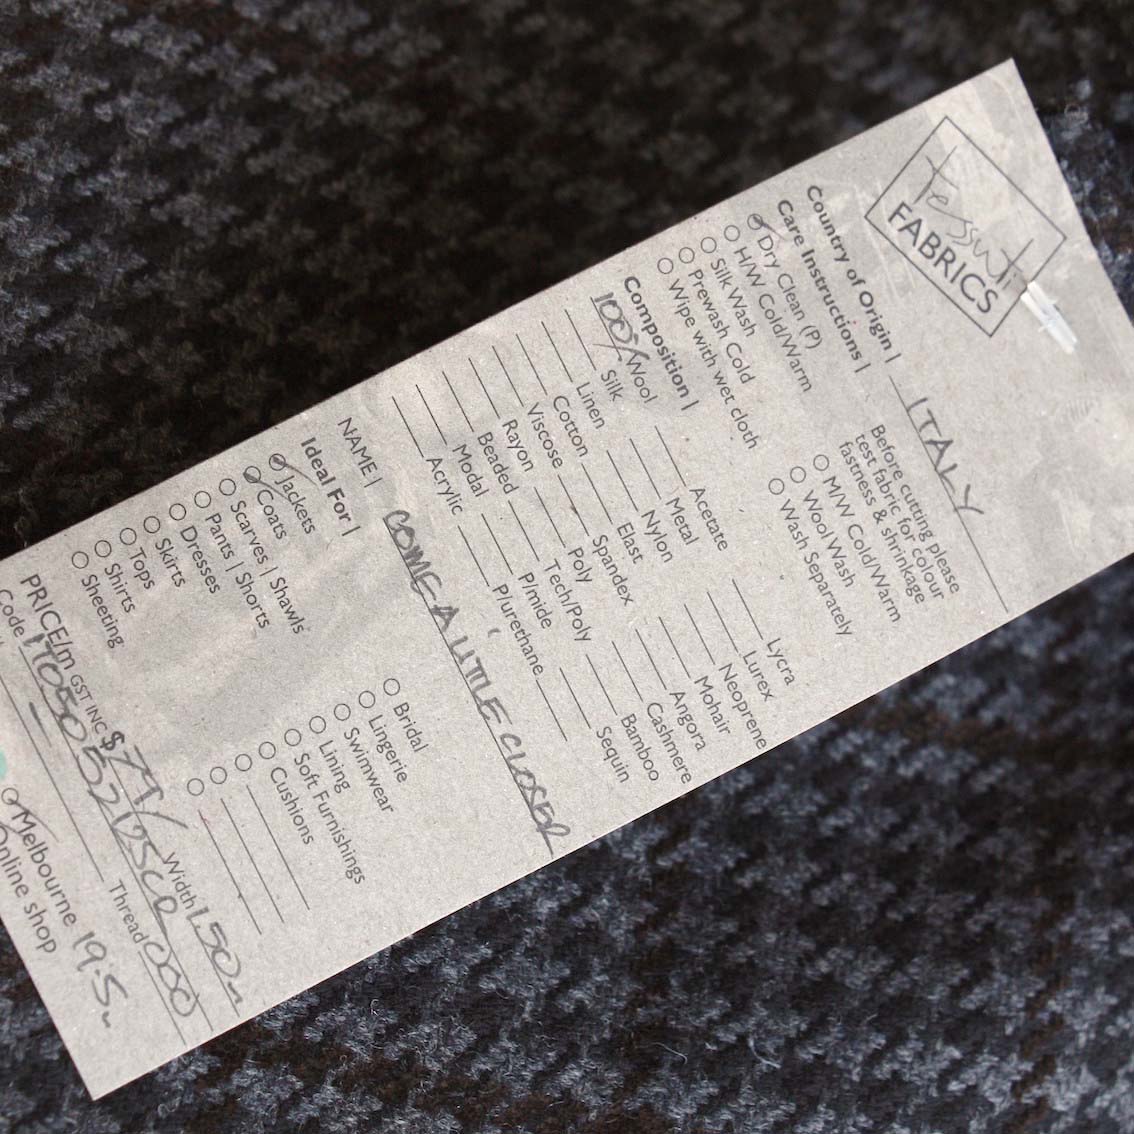 tessuti
FABRICS
Country of Origin | ITALY
Care Instructions |
Dry Clean (P)
H/W Cold/Warm
Silk Wash
Prewash Cold
Wipe with wet cloth
Before cutting please
test fabric for colour
fastness & shrinkage
M/W Cold/Warm
Wool Wash
Wash Separately
Composition |
100% Wool
Silk
Linen
Cotton
Viscose
Rayon
Beaded
Modal
Acrylic
Acetate
Metal
Nylon
Elast
Spandex
Poly
Tech/Poly
P/mide
P/urethane
Lycra
Lurex
Neoprene
Mohair
Angora
Cashmere
Bamboo
Sequin
NAME | COME A LITTLE CLOSER
Ideal For |
Jackets
Coats
Scarves | Shawls
Pants | Shorts
Dresses
Skirts
Tops
Shirts
Sheeting
Bridal
Lingerie
Swimwear
Lining
Soft Furnishings
Cushions
PRICE/m GST INC $79/ Width 150
Code
Thread
Melbourne 19.5
Online shop